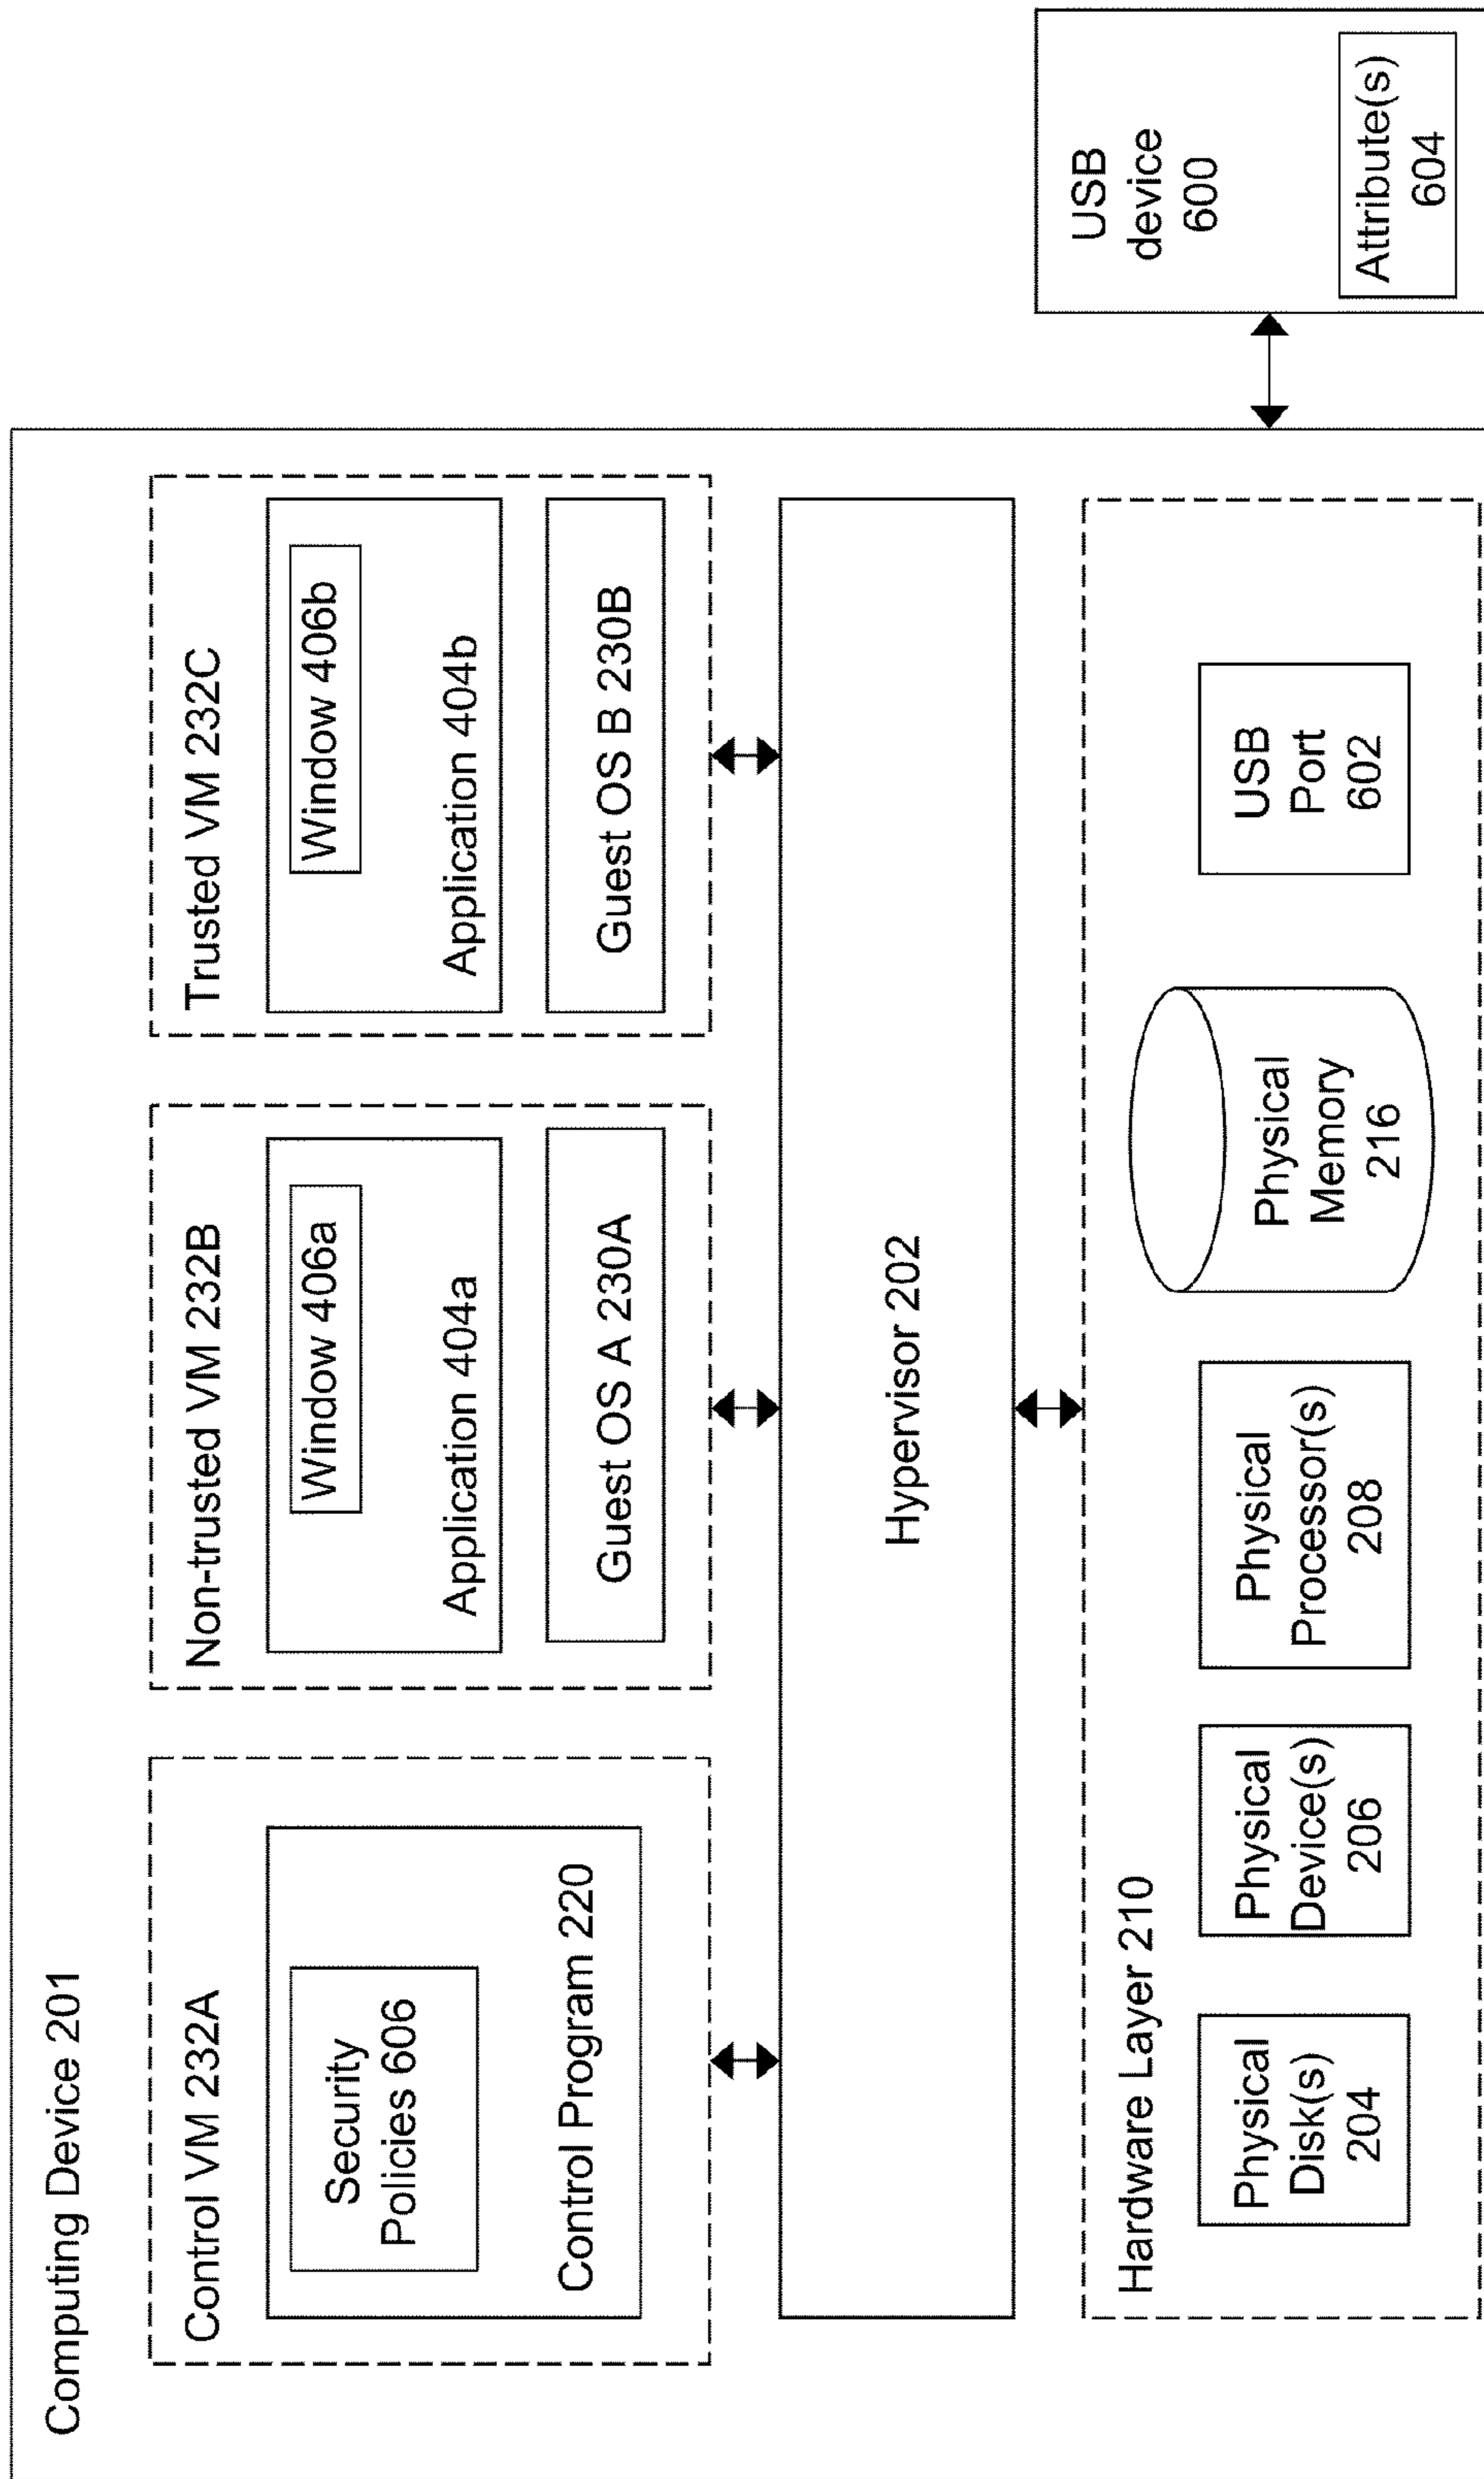 Computing Device 201
Control VM 232A
Security
Policies 606
Control Program 220
Non-trusted VM 232B
Window 406a
Application 404a
Guest OS A 230A
Trusted VM 232C
Window 406b
Application 404b
Guest OS B 230B
Hypervisor 202
Hardware Layer 210
Physical
Disk(s)
204
Physical
Device(s)
206
Physical
Processor(s)
208
Physical
Memory
216
USB
Port
602
USB
device
600
Attribute(s)
604